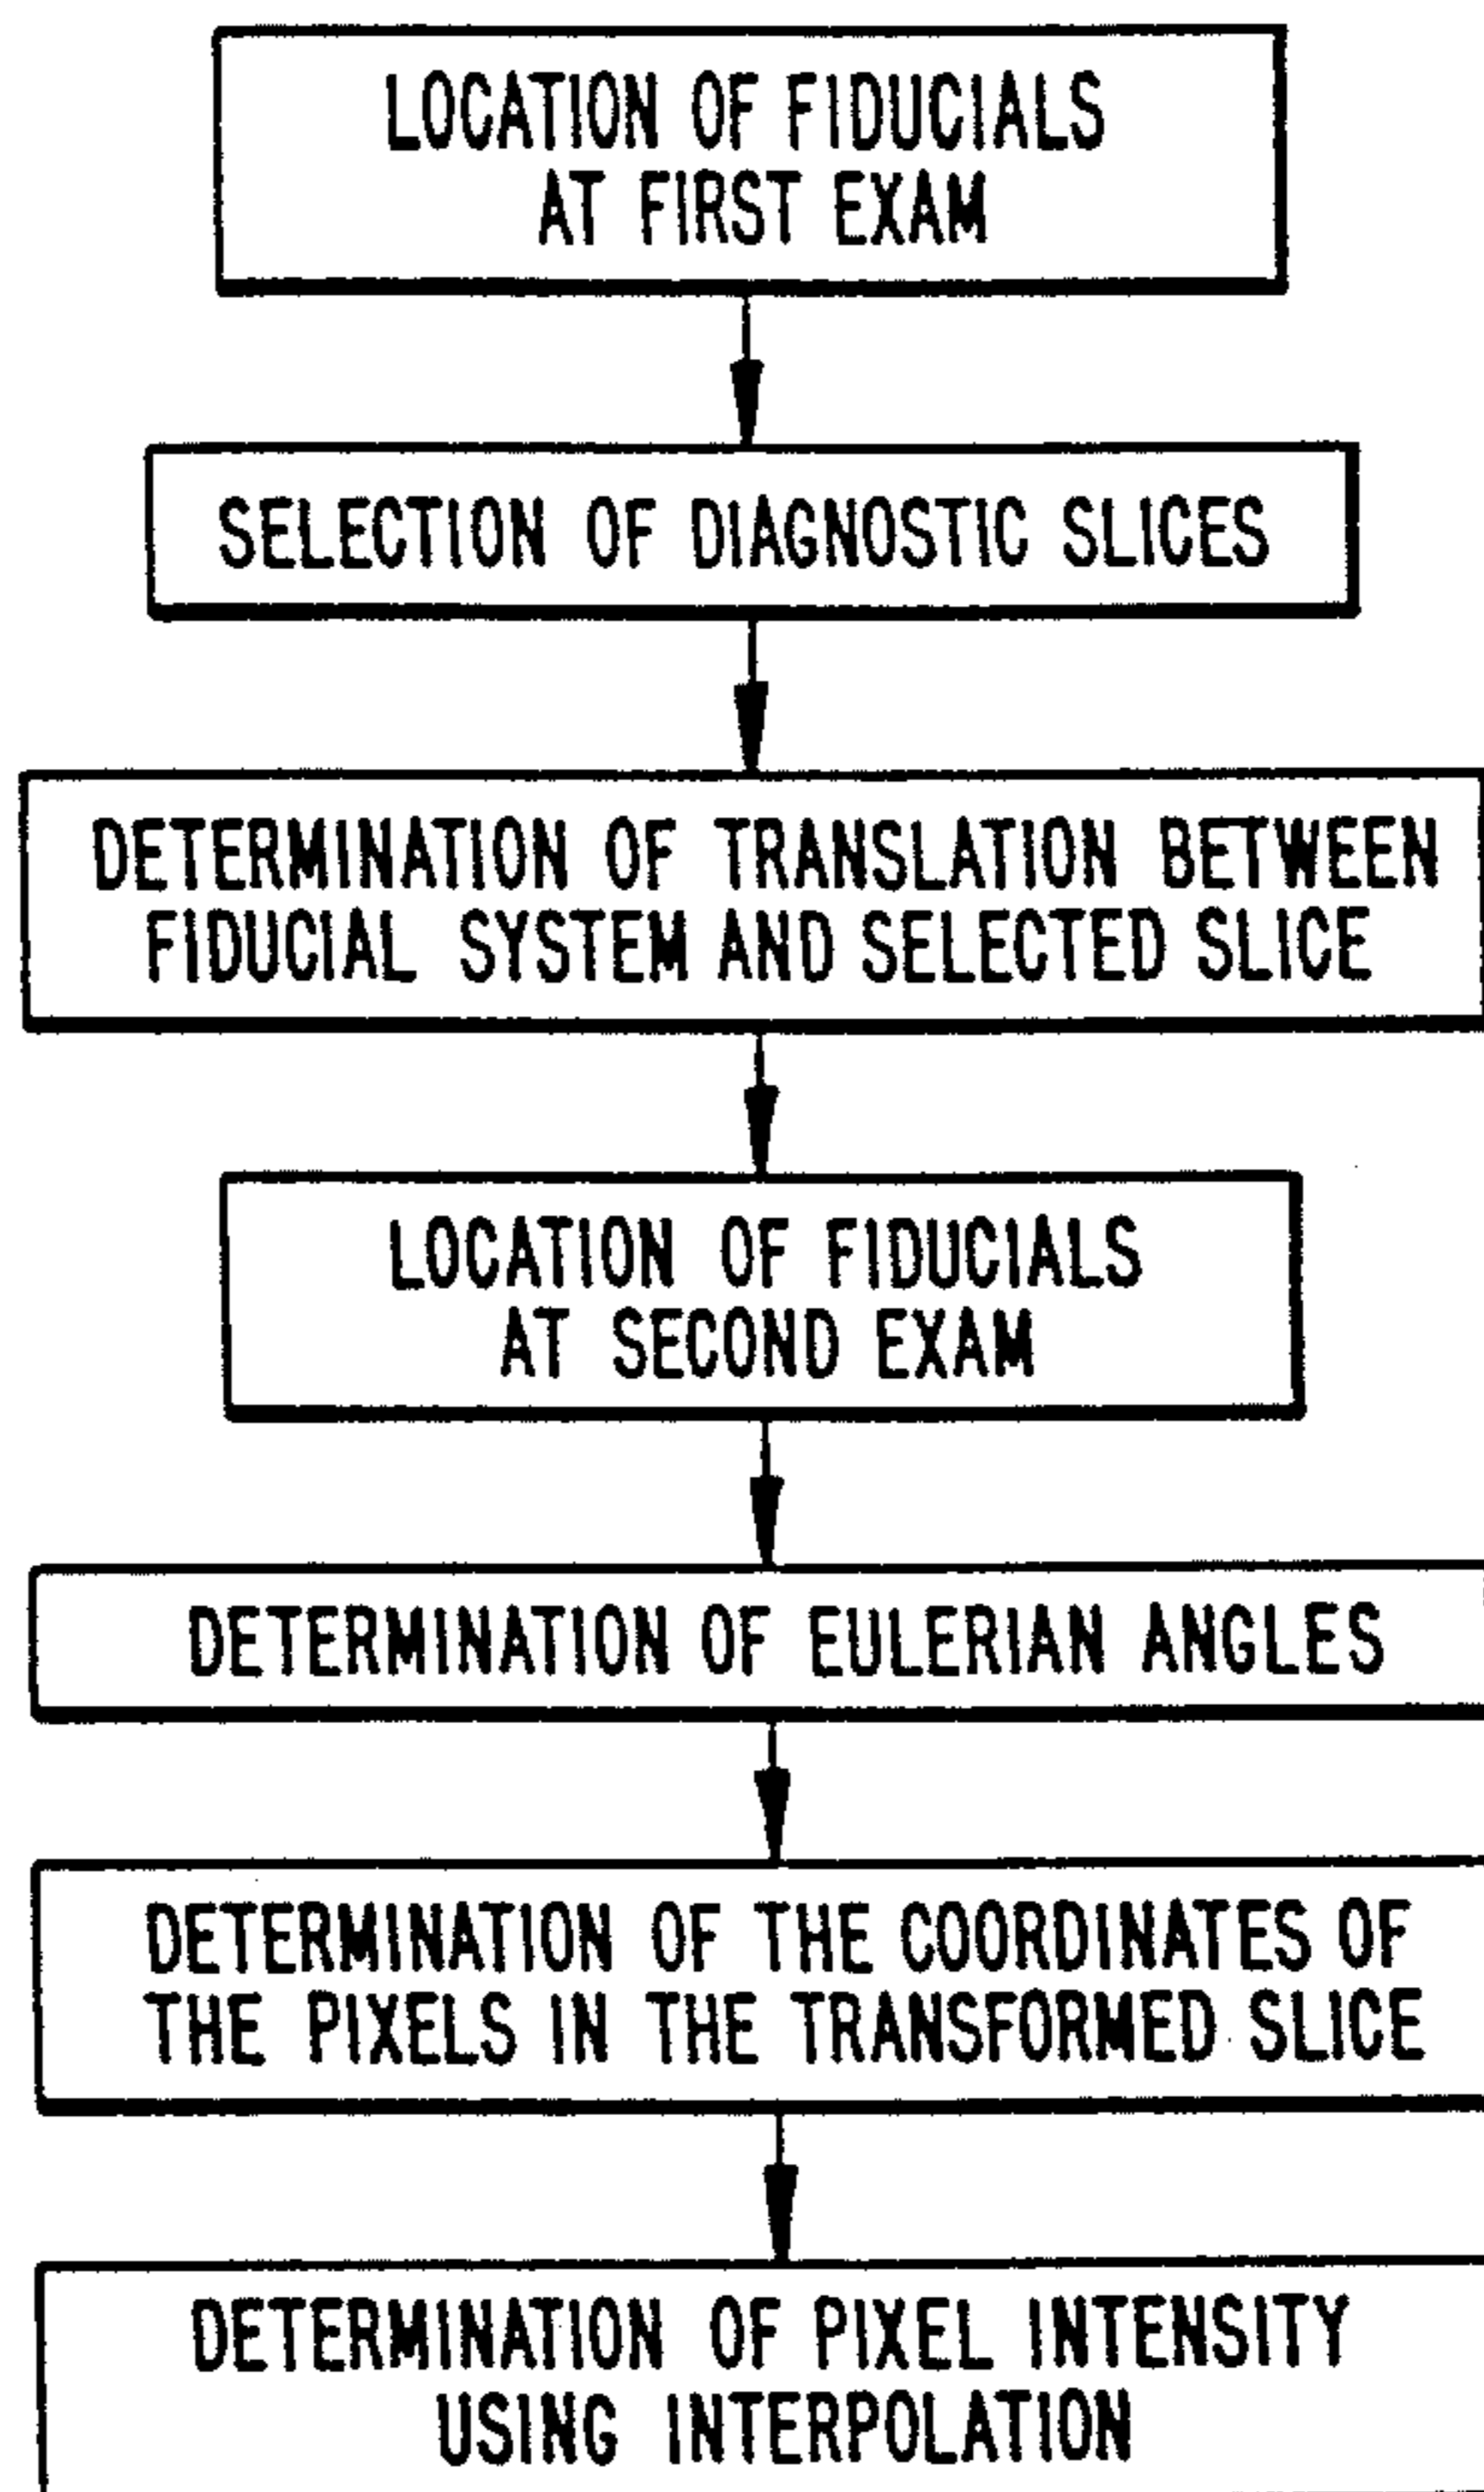 LOCATION OF FIDUCIALS
AT FIRST EXAM
SELECTION OF DIAGNOSTIC SLICES
DETERMINATION OF TRANSLATION BETWEEN
FIDUCIAL SYSTEM AND SELECTED SLICE
LOCATION OF FIDUCIALS
AT SECOND EXAM
DETERMINATION OF EULERIAN ANGLES
DETERMINATION OF THE COORDINATES OF
THE PIXELS IN THE TRANSFORMED SLICE
DETERMINATION OF PIXEL INTENSITY
USING INTERPOLATION